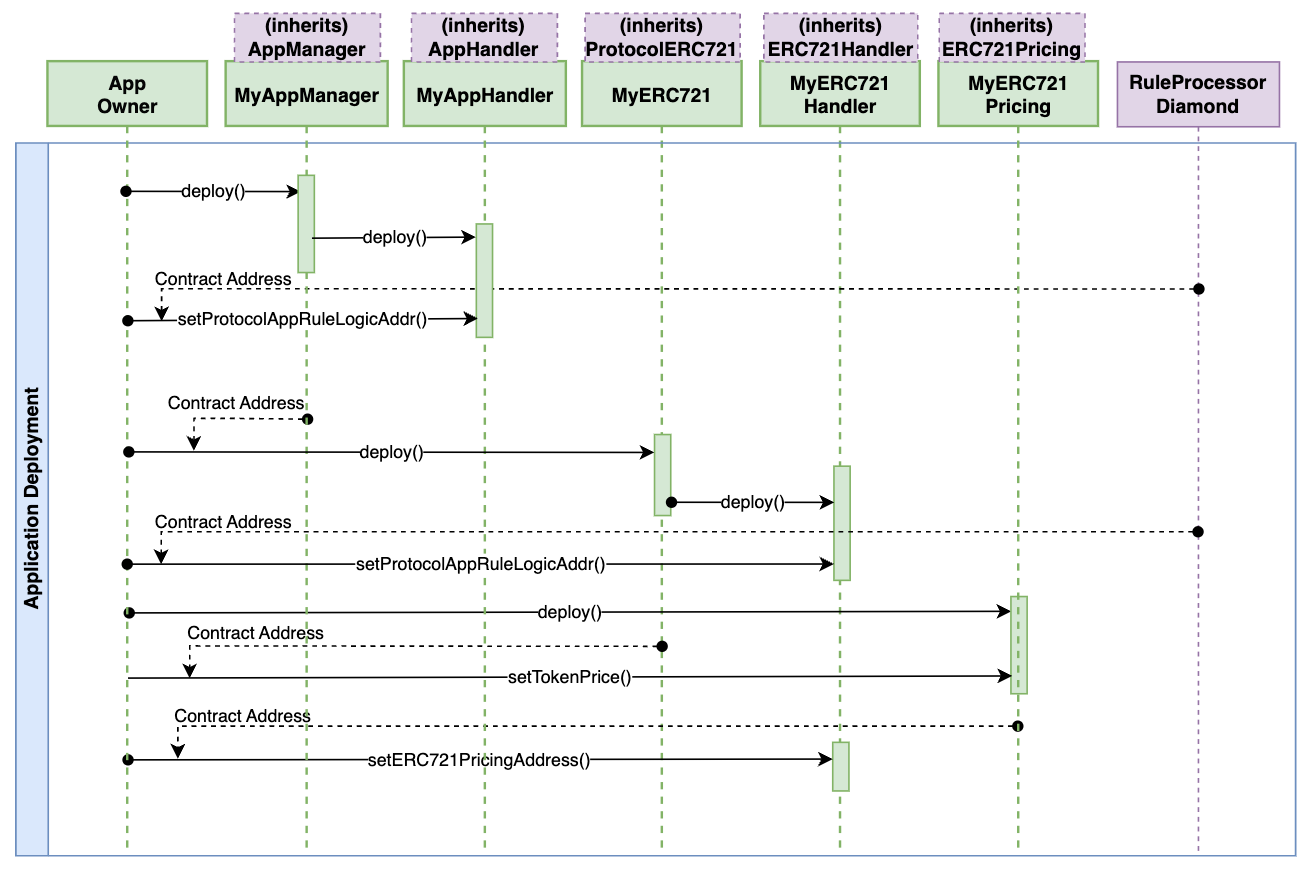 (inherits)
AppManager
(inherits)
AppHandler
(inherits)
ProtocolERC721
(inherits)
ERC721Handler
(inherits)
ERC721Pricing
App
Owner
MyAppManager
MyAppHandler
MyERC721
MyERC721
Handler
MyERC721
Pricing
RuleProcessor
Diamond
Application Deployment
deploy()
deploy()
Contract Address
setProtocolAppRuleLogicAddr()
Contract Address
deploy()
deploy()
Contract Address
setProtocolAppRuleLogicAddr()
deploy()
Contract Address
setTokenPrice()
Contract Address
setERC721PricingAddress()